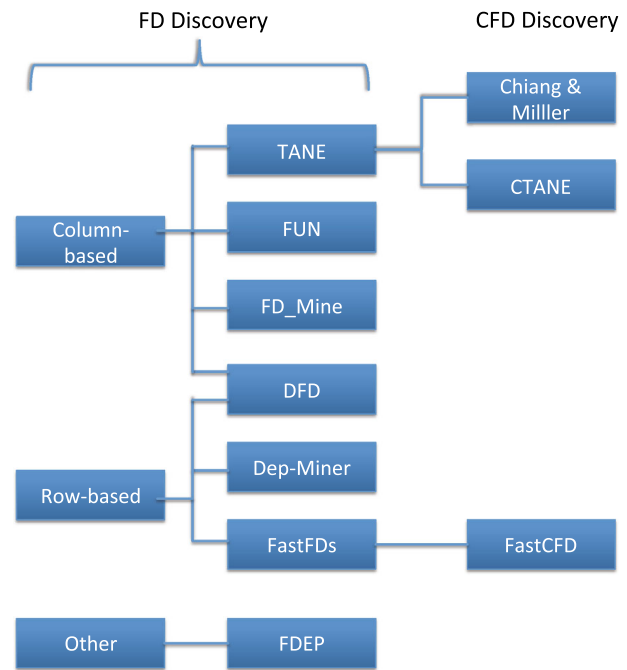 FD Discovery
CFD Discovery
Chiang &
Milller
TANE
CTANE
Column-
based
FUN
FD_Mine
DFD
Dep-Miner
Row-based
FastFDs
FastCFD
Other
FDEP